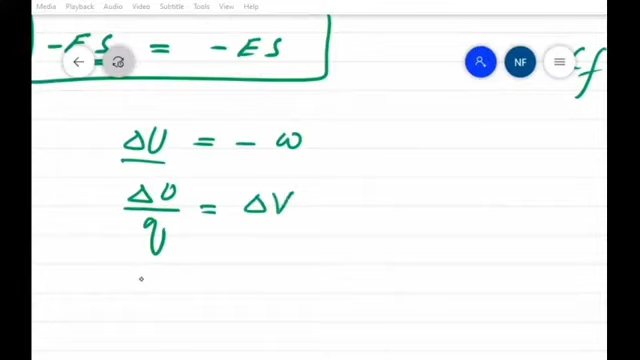 Media Playback Audio Video Subtitle Tools View Help
-ES = -ES
NF
f
ΔU = - ω
ΔU/q = ΔV